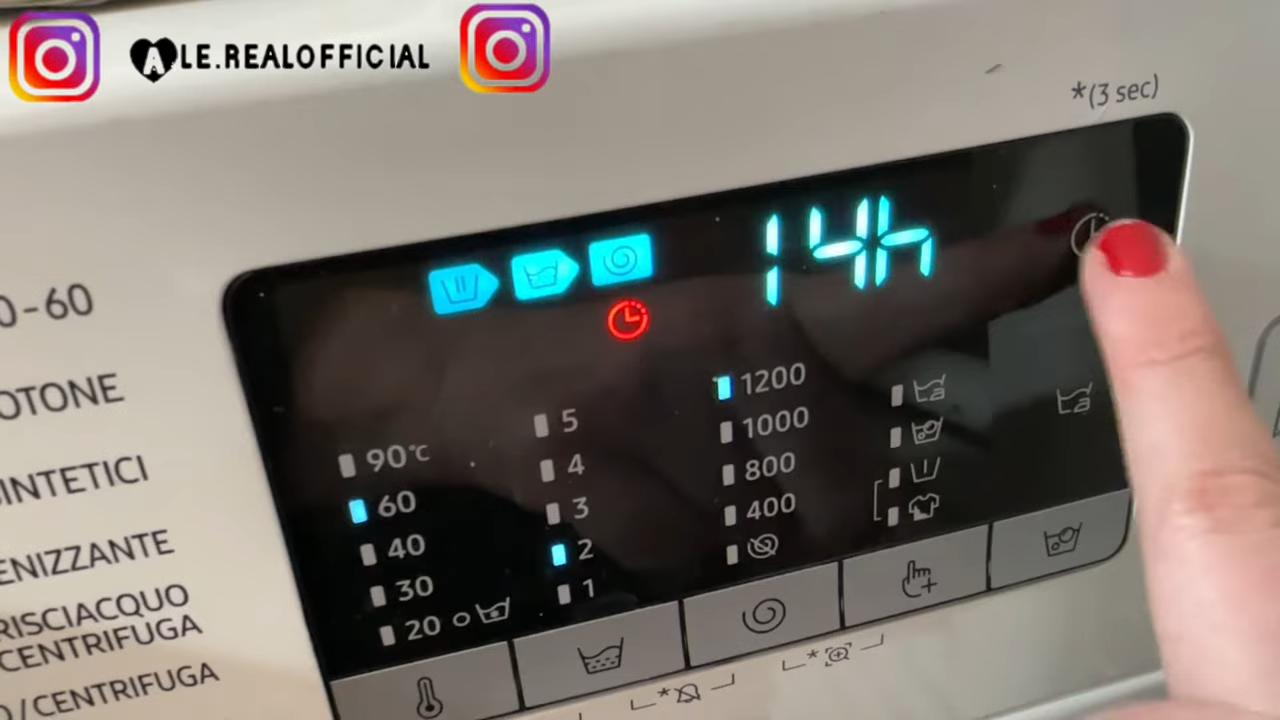 ALE.REALOFFICIAL
*(3 sec)
14h
0-60
OTONE
INTETICI
ENIZZANTE
RISCIACQUO
CENTRIFUGA
O/CENTRIFUGA
90°C
60
40
30
20
5
4
3
2
1
1200
1000
800
400